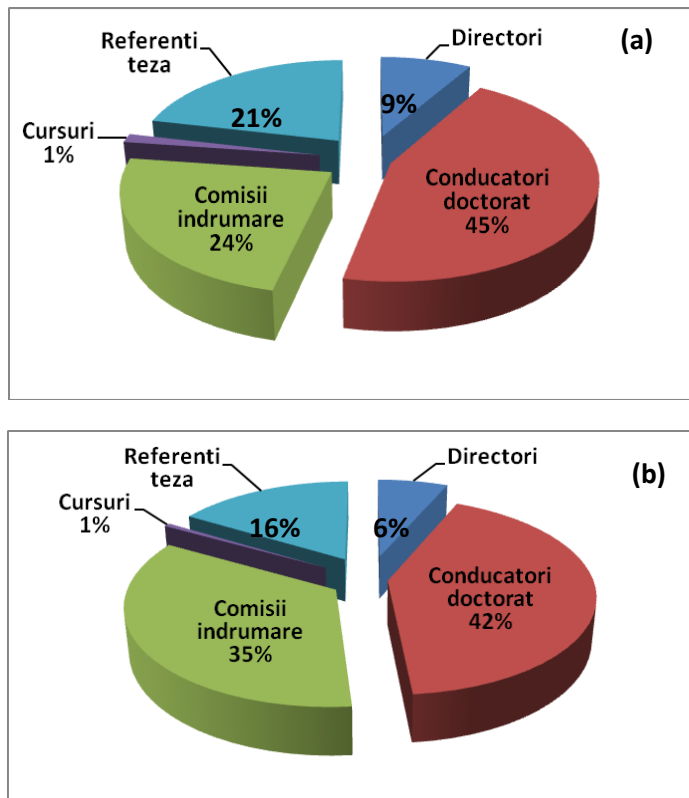 Referenti
teza
21%
Directori
9%
(a)
Cursuri
1%
Conducatori
doctorat
45%
Comisii
indrumare
24%
Referenti
teza
16%
Directori
6%
(b)
Cursuri
1%
Conducatori
doctorat
42%
Comisii
indrumare
35%